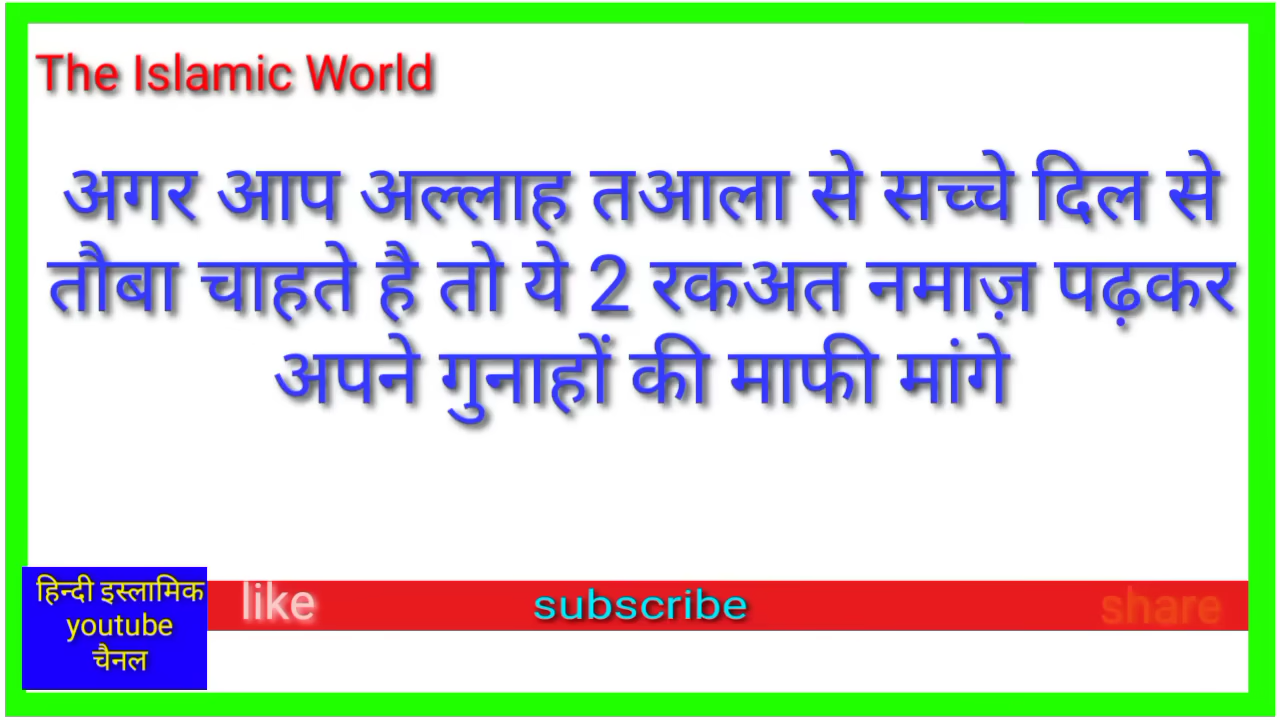 The Islamic World
अगर आप अल्लाह तआला से सच्चे दिल से
तौबा चाहते है तो ये 2 रकअत नमाज़ पढ़कर
अपने गुनाहों की माफी मांगे
हिन्दी इस्लामिक
youtube
चैनल
like
subscribe
share